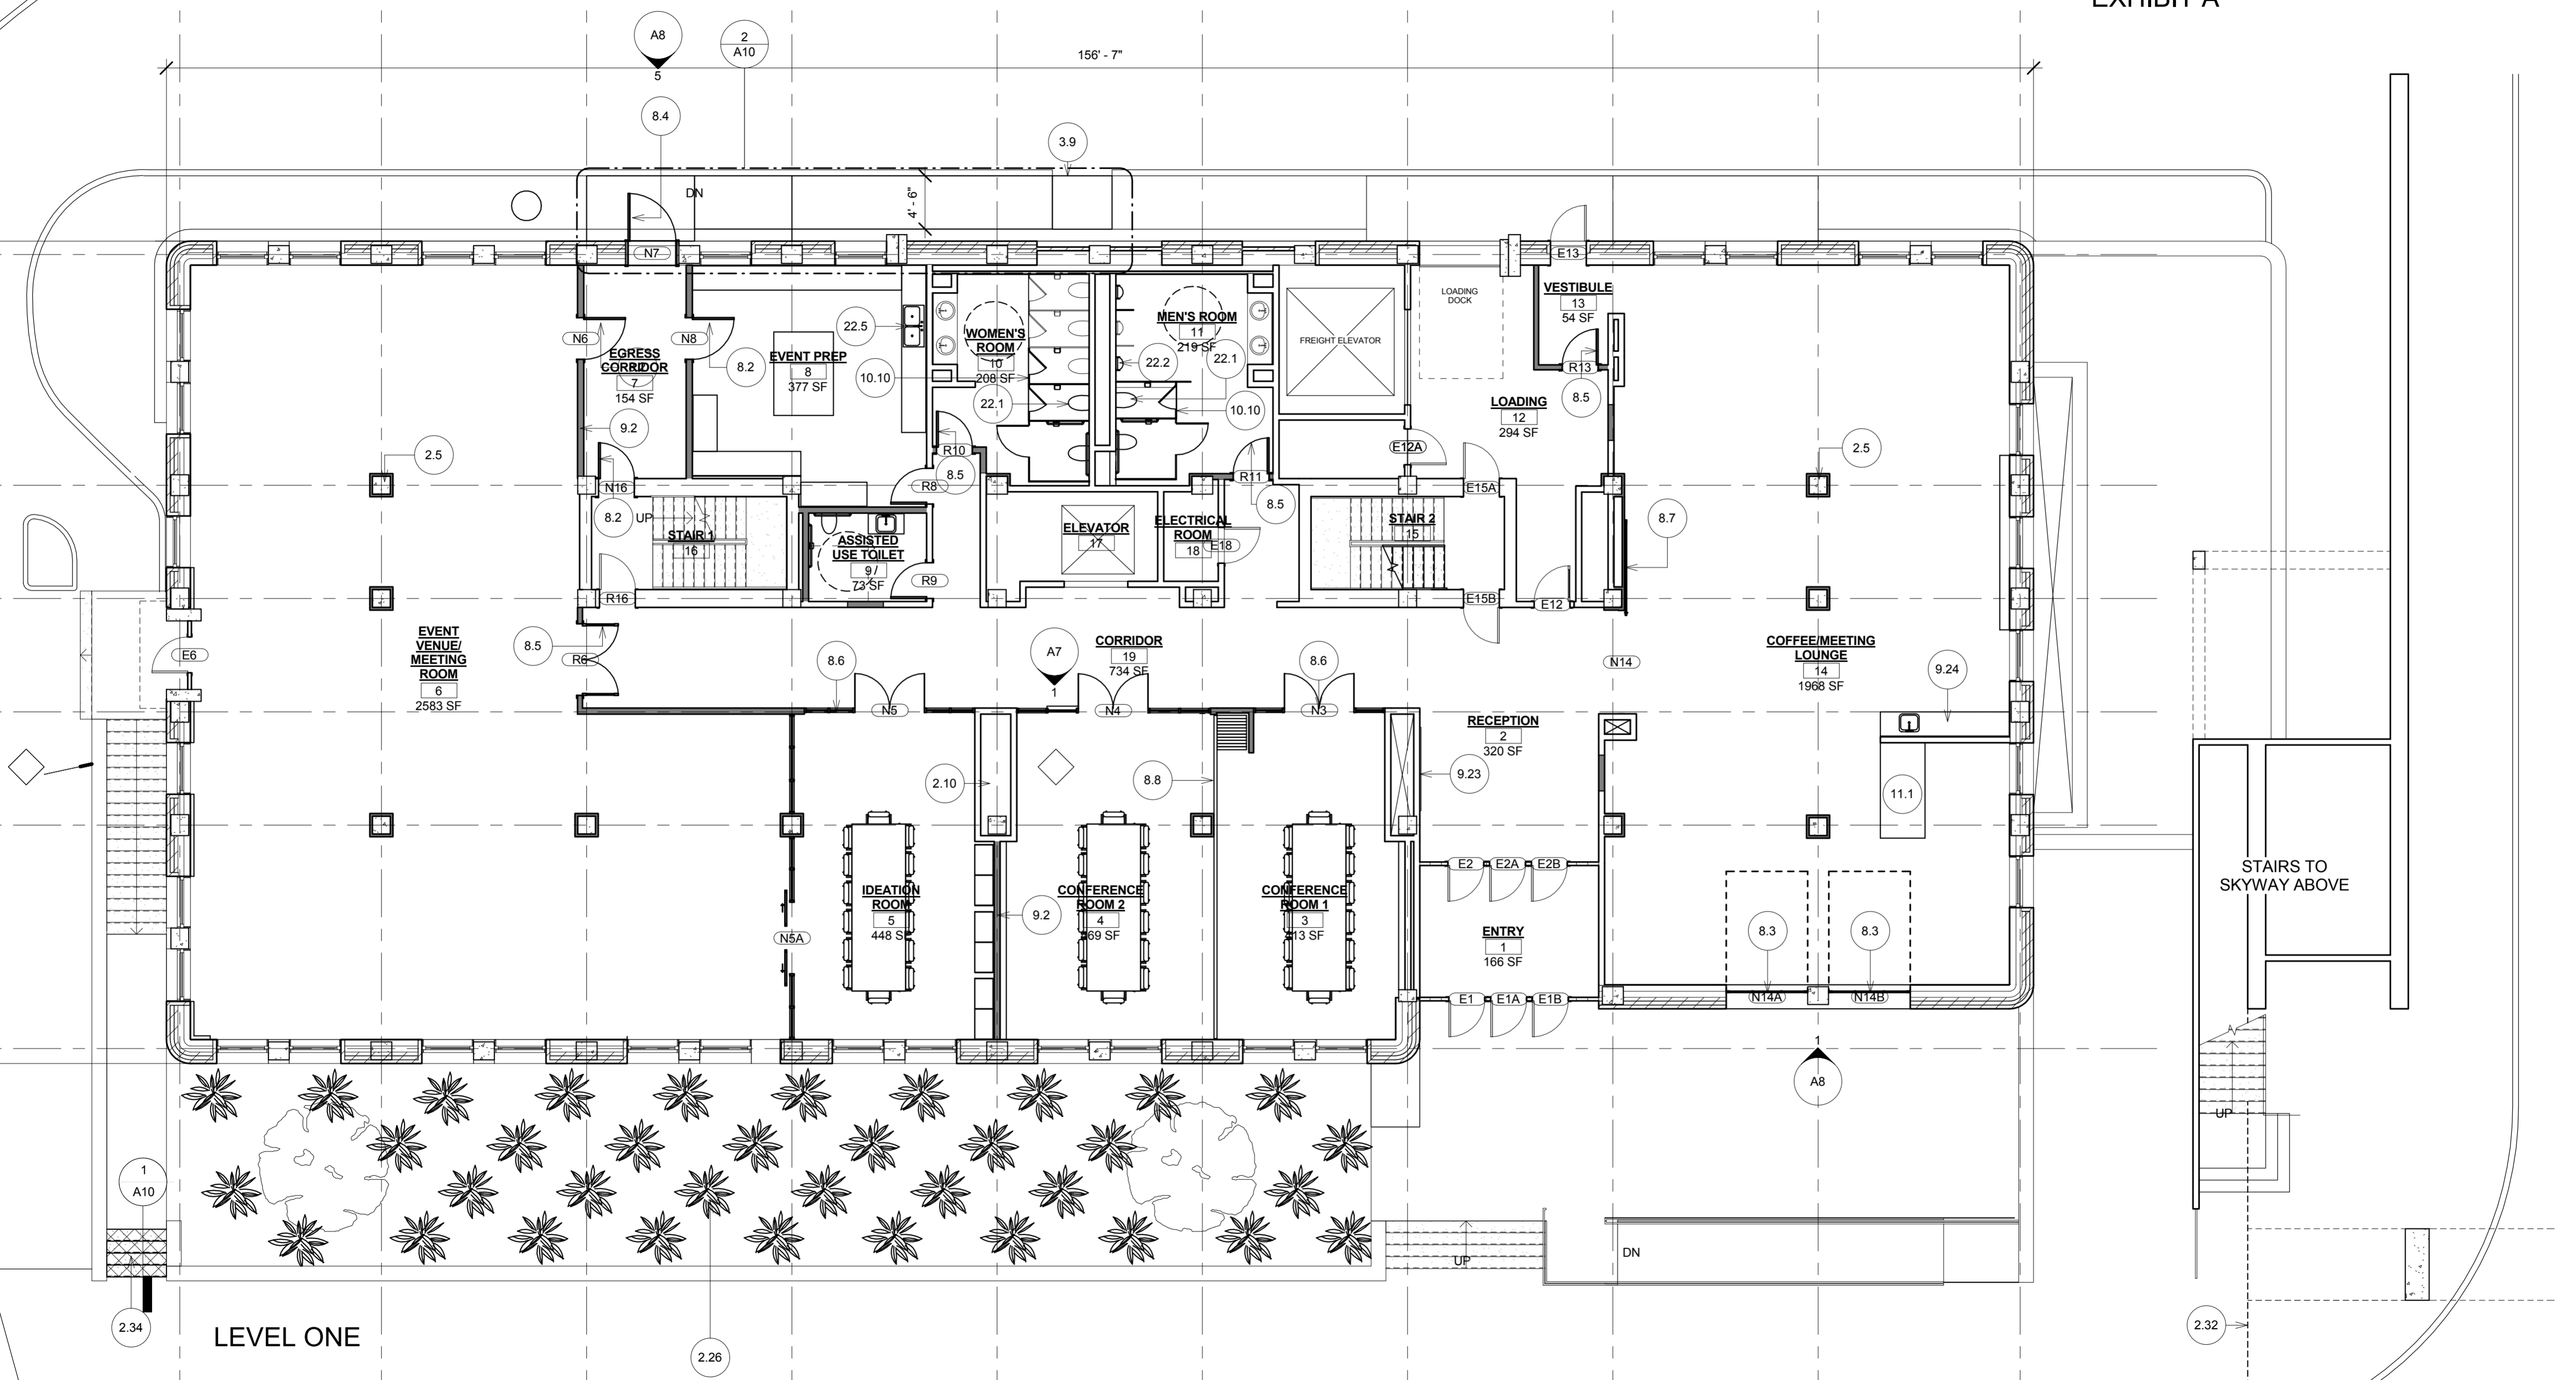 EXHIBIT A
A8
5
2
A10
156' - 7"
8.4
3.9
DN
4' - 6"
N7
E13
LOADING
DOCK
VESTIBULE
13
54 SF
N6
N8
EGRESS
CORRIDOR
7
154 SF
8.2
EVENT PREP
8
377 SF
22.5
10.10
WOMEN'S
ROOM
10
208 SF
22.1
MEN'S ROOM
11
219 SF
22.2
22.1
10.10
FREIGHT ELEVATOR
R13
8.5
LOADING
12
294 SF
9.2
2.5
R10
8.5
R8
R11
8.5
E12A
E15A
2.5
N16
8.2
UP
STAIR 1
16
ASSISTED
USE TOILET
9
73 SF
R9
ELEVATOR
17
ELECTRICAL
ROOM
18
E18
STAIR 2
15
8.7
R16
E15B
E12
EVENT
VENUE/
MEETING
ROOM
6
2583 SF
E6
8.5
R6
8.6
A7
1
CORRIDOR
19
734 SF
8.6
N14
COFFEE/MEETING
LOUNGE
14
1968 SF
9.24
N5
N4
N3
RECEPTION
2
320 SF
2.10
8.8
9.23
11.1
E2
E2A
E2B
STAIRS TO
SKYWAY ABOVE
IDEATION
ROOM
5
448 SF
9.2
CONFERENCE
ROOM 2
4
CONFERENCE
ROOM 1
3
N5A
ENTRY
1
166 SF
8.3
8.3
E1
E1A
E1B
N14A
N14B
1
A8
UP
1
A10
UP
DN
2.34
LEVEL ONE
2.26
2.32